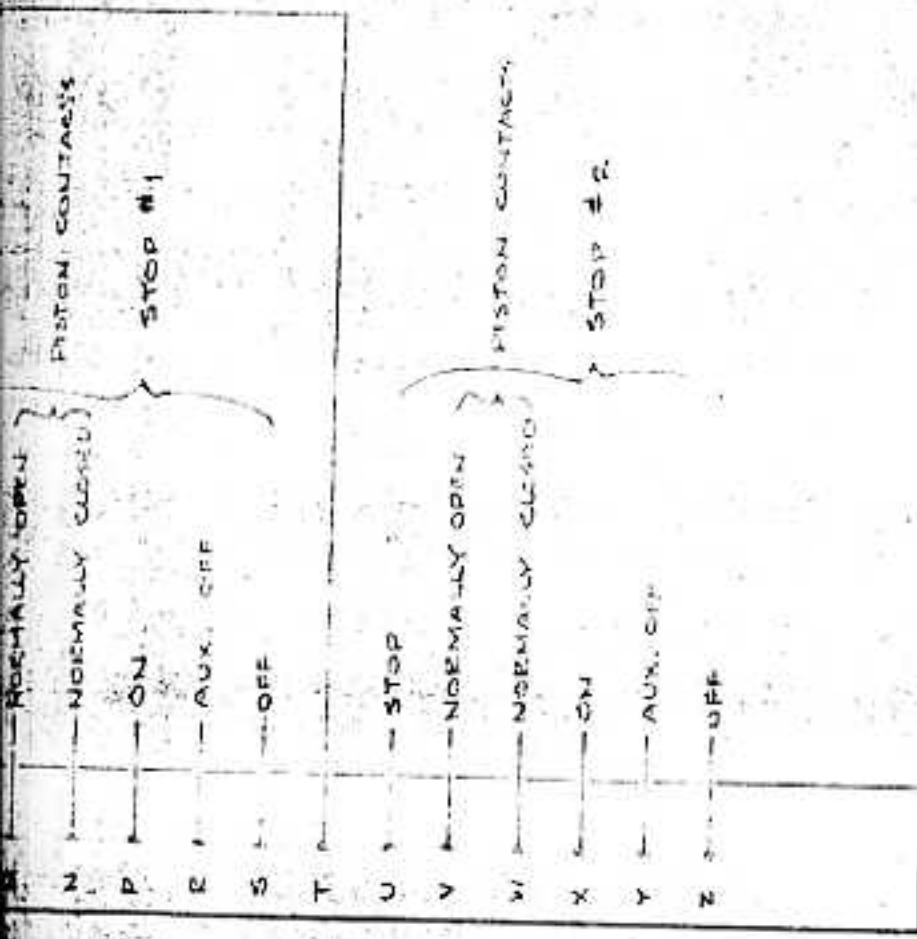 NORMALLY OPEN
N NORMALLY CLOSED
PISTON CONTACTS
P ON
R AUX. OFF
S OFF
STOP #1
T
U STOP
V NORMALLY OPEN
W NORMALLY CLOSED
PISTON CONTACTS
X ON
Y AUX. OFF
Z OFF
STOP #2